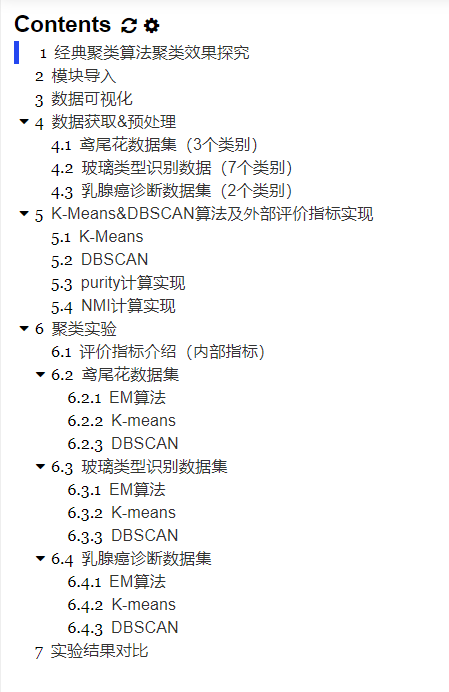 Contents
1 经典聚类算法聚类效果探究
2 模块导入
3 数据可视化
4 数据获取&预处理
4.1 鸢尾花数据集（3个类别）
4.2 玻璃类型识别数据（7个类别）
4.3 乳腺癌诊断数据集（2个类别）
5 K-Means&DBSCAN算法及外部评价指标实现
5.1 K-Means
5.2 DBSCAN
5.3 purity计算实现
5.4 NMI计算实现
6 聚类实验
6.1 评价指标介绍（内部指标）
6.2 鸢尾花数据集
6.2.1 EM算法
6.2.2 K-means
6.2.3 DBSCAN
6.3 玻璃类型识别数据集
6.3.1 EM算法
6.3.2 K-means
6.3.3 DBSCAN
6.4 乳腺癌诊断数据集
6.4.1 EM算法
6.4.2 K-means
6.4.3 DBSCAN
7 实验结果对比